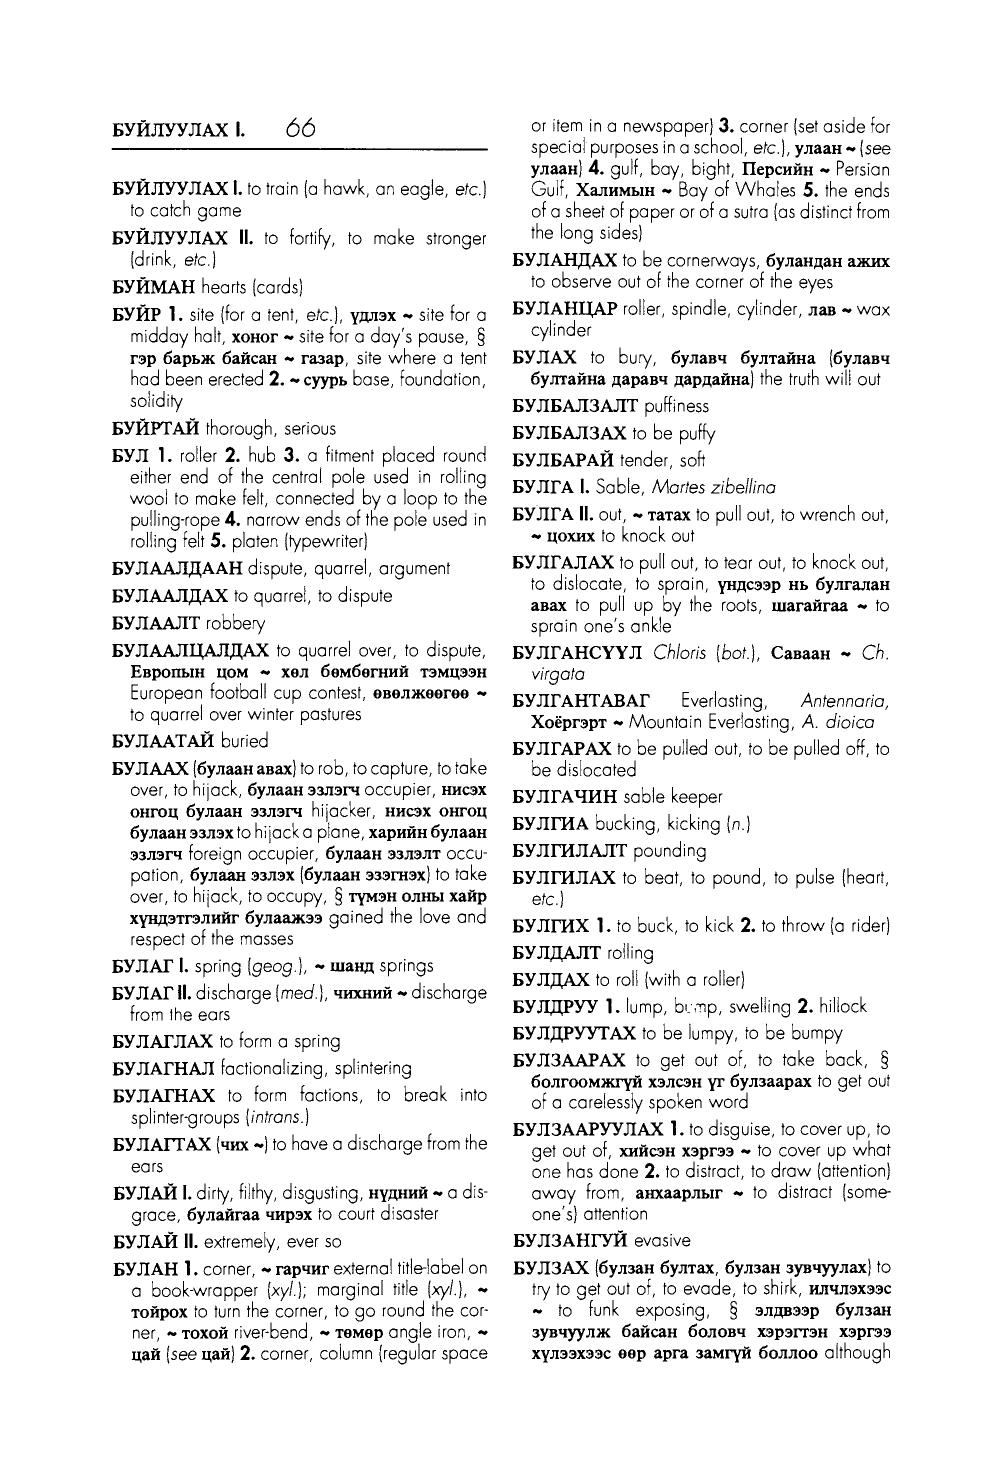 БУЙЛУУЛАХ I. 66
БУЙЛУУЛАХ I. to train (a hawk, an eagle, etc.)
to catch game
БУЙЛУУЛАХ II. to fortify, to make stronger
(drink, etc.)
БУЙМАН hearts (cards)
БУЙР 1. site (for a tent, etc.), үдлэх ~ site for a
midday halt, хоног ~ site for a day's pause, §
гэр барьж байсан ~ газар, site where a tent
had been erected 2. ~ суурь base, foundation,
solidity
БУЙРТАЙ thorough, serious
БУЛ 1. roller 2. hub 3. a fitment placed round
either end of the central pole used in rolling
wool to make felt, connected by a loop to the
pulling-rope 4. narrow ends of the pole used in
rolling felt 5. platen (typewriter)
БУЛААЛДААН dispute, quarrel, argument
БУЛААЛДАХ to quarrel, to dispute
БУЛААЛТ robbery
БУЛААЛЦАЛДАХ to quarrel over, to dispute,
Европын цом ~ хөл бөмбөгний тэмцээн
European football cup contest, өвөлжөөгөө ~
to quarrel over winter pastures
БУЛААТАЙ buried
БУЛААХ (булаан авах) to rob, to capture, to take
over, to hijack, булаан эзлэгч occupier, нисэх
онгоц булаан эзлэгч hijacker, нисэх онгоц
булаан эзлэх to hijack a plane, харийн булаан
эзлэгч foreign occupier, булаан эзлэлт occu-
pation, булаан эзлэх (булаан эзэгнэх) to take
over, to hijack, to occupy, § түмэн олны хайр
хүндэтгэлийг булаажээ gained the love and
respect of the masses
БУЛАГ I. spring (geog.), ~ шанд springs
БУЛАГ II. discharge (med.), чихний ~ discharge
from the ears
БУЛАГЛАХ to form a spring
БУЛАГНАЛ factionalizing, splintering
БУЛАГНАХ to form factions, to break into
splinter-groups (intrans.)
БУЛАГТАХ (чих ~) to have a discharge from the
ears
БУЛАЙ I. dirty, filthy, disgusting, нүдний ~ a dis-
grace, булайгаа чирэх to court disaster
БУЛАЙ II. extremely, ever so
БУЛАН 1. corner, ~ гарчиг external title-label on
a book-wrapper (xyl.); marginal title (xyl.), ~
тойрох to turn the corner, to go round the cor-
ner, ~ тохой river-bend, ~ төмөр angle iron, ~
цай (see цай) 2. corner, column (regular space
or item in a newspaper) 3. corner (set aside for
special purposes in a school, etc.), улаан ~ (see
улаан) 4. gulf, bay, bight, Персийн ~ Persian
Gulf, Халимын ~ Bay of Whales 5. the ends
of a sheet of paper or of a sutra (as distinct from
the long sides)
БУЛАНДАХ to be cornerways, буландан ажих
to observe out of the corner of the eyes
БУЛАНЦАР roller, spindle, cylinder, лав ~ wax
cylinder
БУЛАХ to bury, булавч бултайна (булавч
бултайна даравч дардайна) the truth will out
БУЛБАЛЗАЛТ puffiness
БУЛБАЛЗАХ to be puffy
БУЛБАРАЙ tender, soft
БУЛГА I. Sable, Martes zibellina
БУЛГА II. out, ~ татах to pull out, to wrench out,
~ цохих to knock out
БУЛГАЛАХ to pull out, to tear out, to knock out,
to dislocate, to sprain, үндсээр нь булгалан
авах to pull up by the roots, шагайгаа ~ to
sprain one's ankle
БУЛГАНСҮҮЛ Chloris (bot.), Саваан ~ Ch.
virgata
БУЛГАНТАВАГ Everlasting, Antennaria,
Хоёргэрт ~ Mountain Everlasting, A. dioica
БУЛГАРАХ to be pulled out, to be pulled off, to
be dislocated
БУЛГАЧИН sable keeper
БУЛГИА bucking, kicking (n.)
БУЛГИЛАЛТ pounding
БУЛГИЛАХ to beat, to pound, to pulse (heart,
etc.)
БУЛГИХ 1. to buck, to kick 2. to throw (a rider)
БУЛДАЛТ rolling
БУЛДАХ to roll (with a roller)
БУЛДРУУ 1. lump, bump, swelling 2. hillock
БУЛДРУУТАХ to be lumpy, to be bumpy
БУЛЗААРАХ to get out of, to take back, §
болгоомжгүй хэлсэн үг булзаарах to get out
of a carelessly spoken word
БУЛЗААРУУЛАХ 1. to disguise, to cover up, to
get out of, хийсэн хэргээ ~ to cover up what
one has done 2. to distract, to draw (attention)
away from, анхаарлыг ~ to distract (some-
one's) attention
БУЛЗАНГУЙ evasive
БУЛЗАХ (булзан бултах, булзан зувчуулах) to
try to get out of, to evade, to shirk, илчлэхээс
~ to funk exposing, § элдвээр булзан
зувчуулж байсан боловч хэрэгтэн хэргээ
хүлээхээс өөр арга замгүй боллоо although